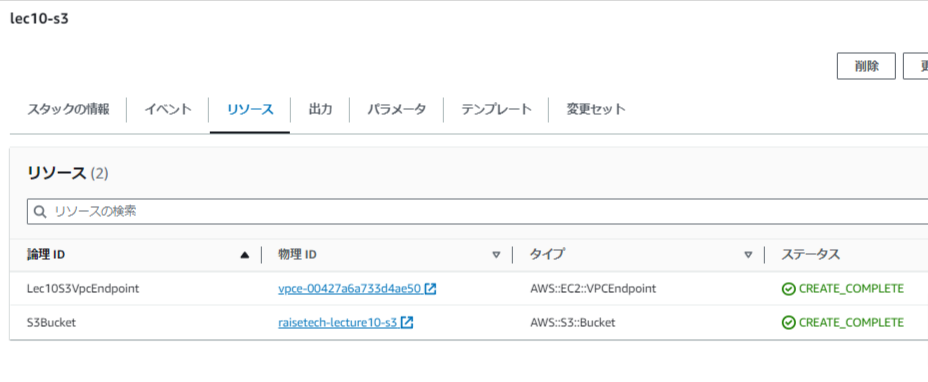 lec10-s3
削除
スタックの情報 イベント リソース 出力 パラメータ テンプレート 変更セット
リソース (2)
リソースの検索
論理 ID 物理 ID タイプ ステータス
Lec10S3VpcEndpoint vpce-00427a6a733d4ae50 AWS::EC2::VPCEndpoint CREATE_COMPLETE
S3Bucket raisetech-lecture10-s3 AWS::S3::Bucket CREATE_COMPLETE